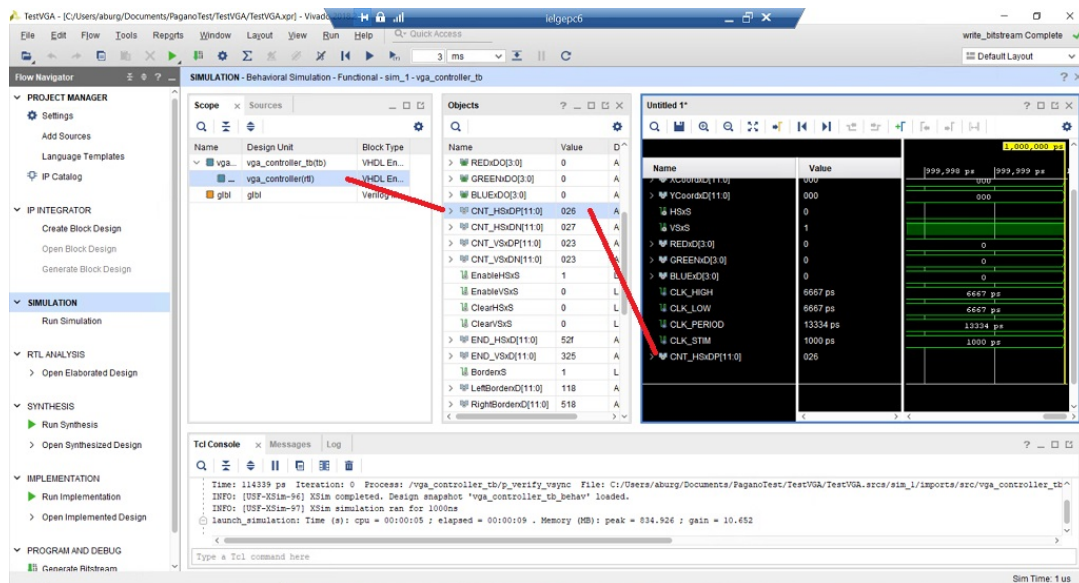 TestVGA - [C:/Users/aburg/Documents/PaganoTest/TestVGA/TestVGA.xpr] - Vivado
ielgepc6
File Edit Flow Tools Reports Window Layout View Run Help Quick Access
write_bitstream Complete
3 ms
Default Layout
Flow Navigator
SIMULATION - Behavioral Simulation - Functional - sim_1 - vga_controller_tb
PROJECT MANAGER
Settings
Add Sources
Language Templates
IP Catalog
IP INTEGRATOR
Create Block Design
Open Block Design
Generate Block Design
SIMULATION
Run Simulation
RTL ANALYSIS
Open Elaborated Design
SYNTHESIS
Run Synthesis
Open Synthesized Design
IMPLEMENTATION
Run Implementation
Open Implemented Design
PROGRAM AND DEBUG
Generate Bitstream
Scope Sources
Name Design Unit Block Type
vga... vga_controller_tb(tb) VHDL En...
... vga_controller(rtl) VHDL En...
glbl glbl Verilog
Objects
Name Value D
REDxDO[3:0] 0 A
GREENxDO[3:0] 0 A
BLUExDO[3:0] 0 A
CNT_HSxDP[11:0] 026 A
CNT_HSxDN[11:0] 027 A
CNT_VSxDP[11:0] 023 A
CNT_VSxDN[11:0] 023 A
EnableHSxS 1
EnableVSxS 0 L
ClearHSxS 0 L
ClearVSxS 0 L
END_HSxD[11:0] 52f A
END_VSxD[11:0] 325 A
BorderxS 1 L
LeftBorderxD[11:0] 118 A
RightBorderxD[11:0] 518 A
Untitled 1*
1,000,000 ps
Name Value 999,998 ps 999,999 ps
XCoordxD[11:0] 000 000
YCoordxD[11:0] 000 000
HSxS 0
VSxS 1
REDxD[3:0] 0 0
GREENxD[3:0] 0 0
BLUExD[3:0] 0 0
CLK_HIGH 6667 ps 6667 ps
CLK_LOW 6667 ps 6667 ps
CLK_PERIOD 13334 ps 13334 ps
CLK_STIM 1000 ps 1000 ps
CNT_HSxDP[11:0] 026
Tcl Console Messages Log
Time: 114339 ps Iteration: 0 Process: /vga_controller_tb/p_verify_vsync File: C:/Users/aburg/Documents/PaganoTest/TestVGA/TestVGA.srcs/sim_1/imports/src/vga_controller_tb
INFO: [USF-XSim-96] XSim completed. Design snapshot 'vga_controller_tb_behav' loaded.
INFO: [USF-XSim-97] XSim simulation ran for 1000ns
launch_simulation: Time (s): cpu = 00:00:05 ; elapsed = 00:00:09 . Memory (MB): peak = 834.926 ; gain = 10.652
Type a Tcl command here
Sim Time: 1 us